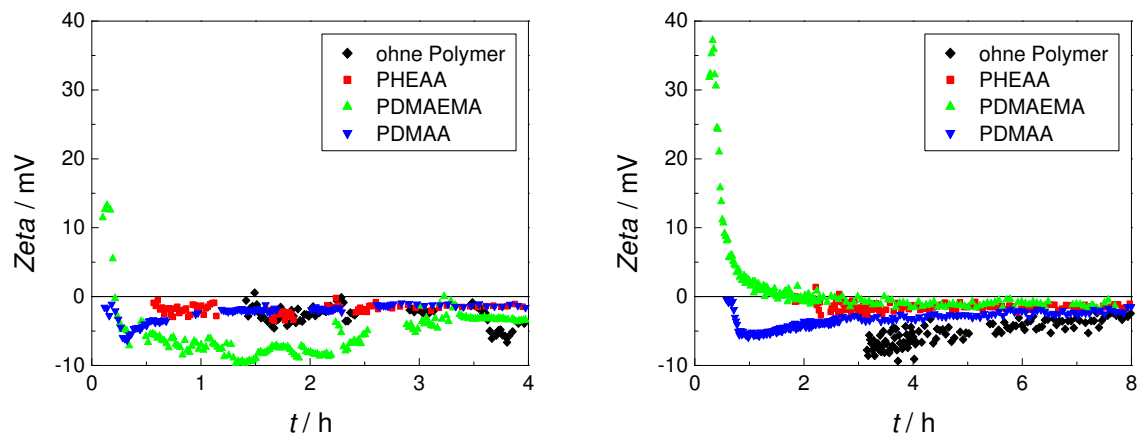 40
30
20
10
0
-10
Zeta / mV
ohne Polymer
PHEAA
PDMAEMA
PDMAA
0 1 2 3 4
t / h
40
30
20
10
0
-10
Zeta / mV
ohne Polymer
PHEAA
PDMAEMA
PDMAA
0 2 4 6 8
t / h